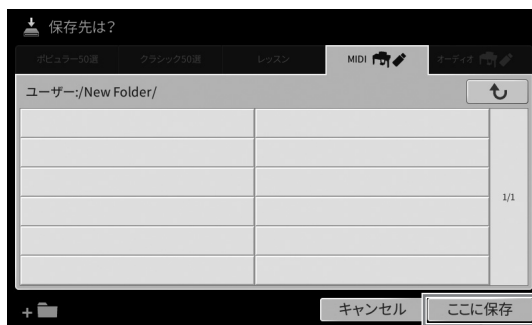 保存先は？
ポピュラー50選 クラシック50選 レッスン MIDI オーディオ
ユーザー:/New Folder/
1/1
+ キャンセル ここに保存